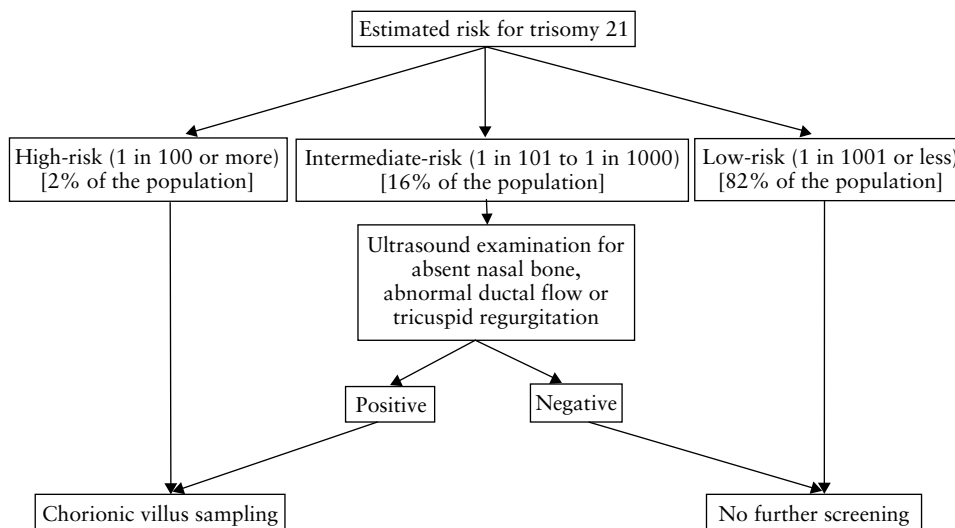 Estimated risk for trisomy 21
High-risk (1 in 100 or more)
[2% of the population]
Intermediate-risk (1 in 101 to 1 in 1000)
[16% of the population]
Low-risk (1 in 1001 or less)
[82% of the population]
Ultrasound examination for
absent nasal bone,
abnormal ductal flow or
tricuspid regurgitation
Positive
Negative
Chorionic villus sampling
No further screening